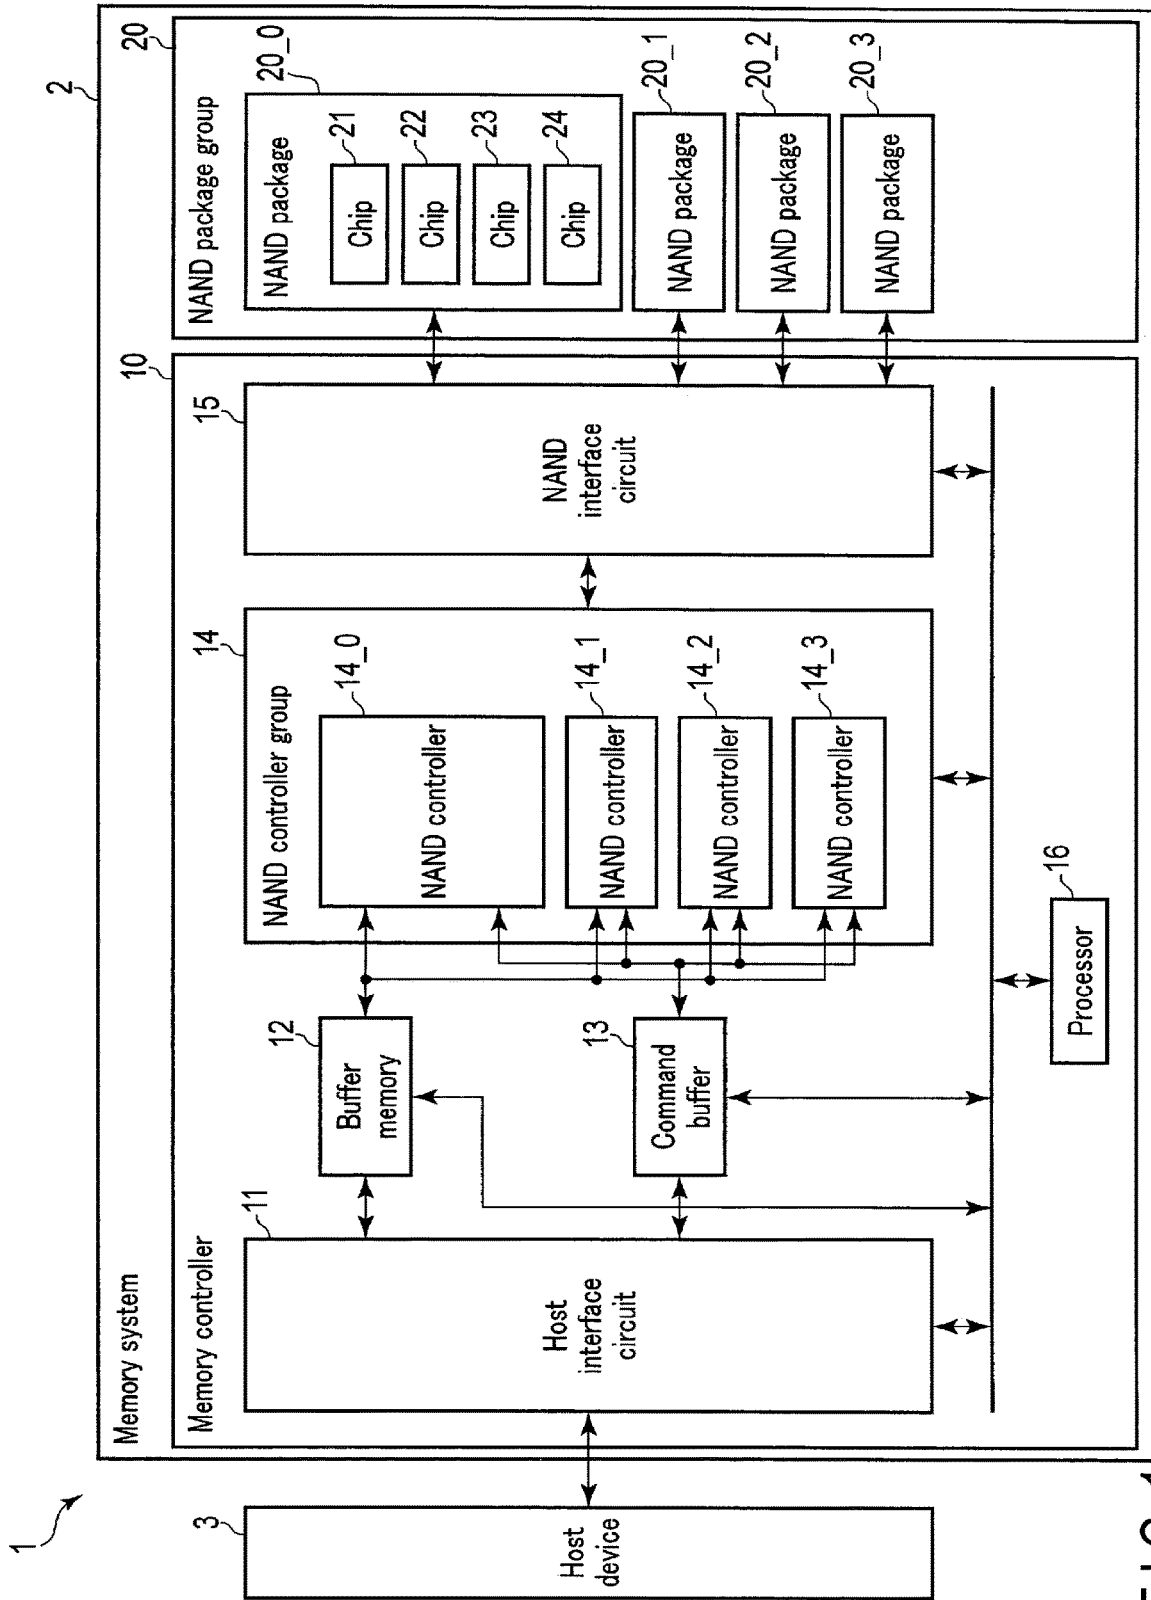 1
2
Memory system
Memory controller
10
NAND package group
20
3
Host
device
11
Host
interface
circuit
12
Buffer
memory
13
Command
buffer
NAND controller group
14
14_0
NAND controller
14_1
NAND controller
14_2
NAND controller
14_3
NAND controller
15
NAND
interface
circuit
NAND package
20_0
Chip
21
Chip
22
Chip
23
Chip
24
20_1
NAND package
20_2
NAND package
20_3
NAND package
16
Processor